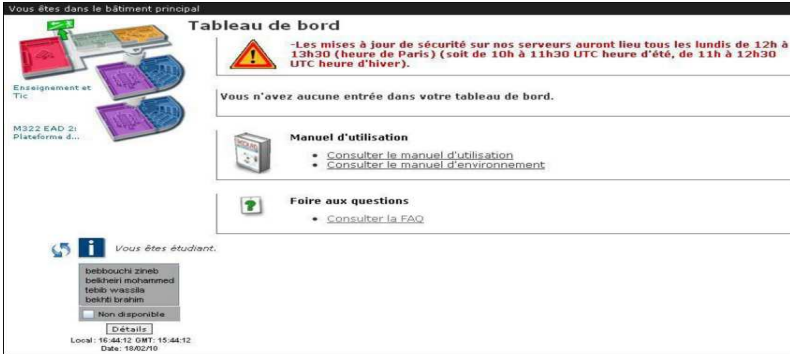 Vous êtes dans le bâtiment principal
Tableau de bord
-Les mises à jour de sécurité sur nos serveurs auront lieu tous les lundis de 12h à
13h30 (heure de Paris) (soit de 10h à 11h30 UTC heure d'été, de 11h à 12h30
UTC heure d'hiver).
Enseignement et
Tic
Vous n'avez aucune entrée dans votre tableau de bord.
M322 EAD 2:
Plateforme d...
Manuel d'utilisation
• Consulter le manuel d'utilisation
• Consulter le manuel d'environnement
Foire aux questions
• Consulter la FAQ
Vous êtes étudiant.
bebbouchi zineb
belkheiri mohammed
tebib wassila
bekhti brahim
Non disponible
Détails
Local: 16:44:12 GMT: 15:44:12
Date: 18/02/10